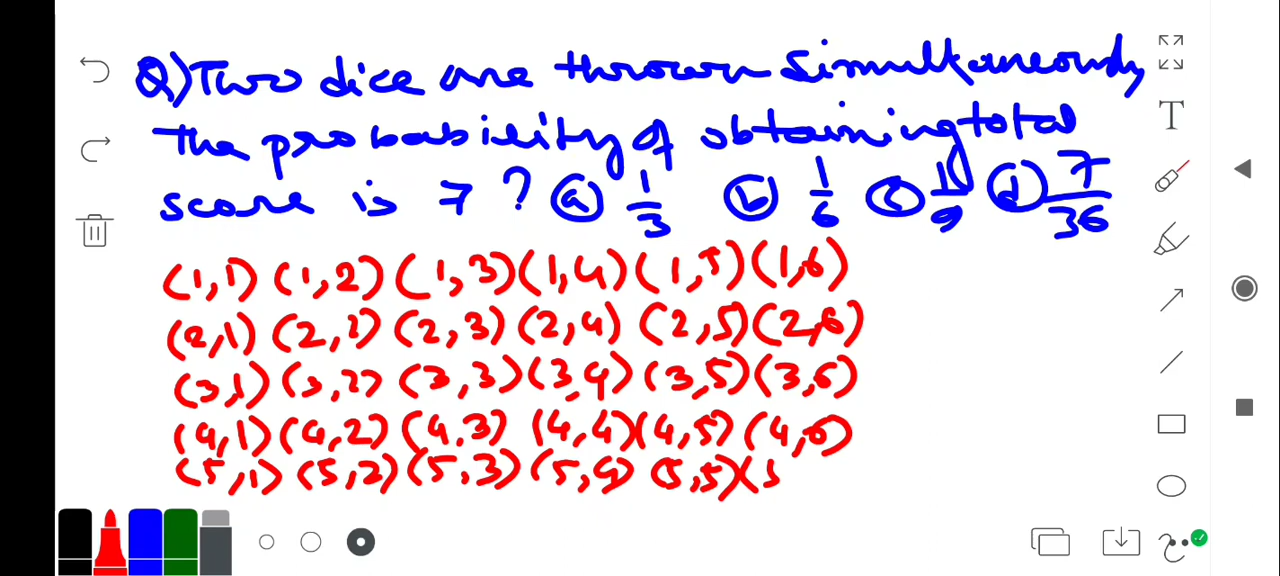 Q) Two dice are thrown simultaneously
the probability of obtaining total
score is 7 ? (a) 1/3 (b) 1/6 (c) 1/9 (d) 7/36
(1,1) (1,2) (1,3) (1,4) (1,5) (1,6)
(2,1) (2,2) (2,3) (2,4) (2,5) (2,6)
(3,1) (3,2) (3,3) (3,4) (3,5) (3,6)
(4,1) (4,2) (4,3) (4,4) (4,5) (4,6)
(5,1) (5,2) (5,3) (5,4) (5,5) (5
T